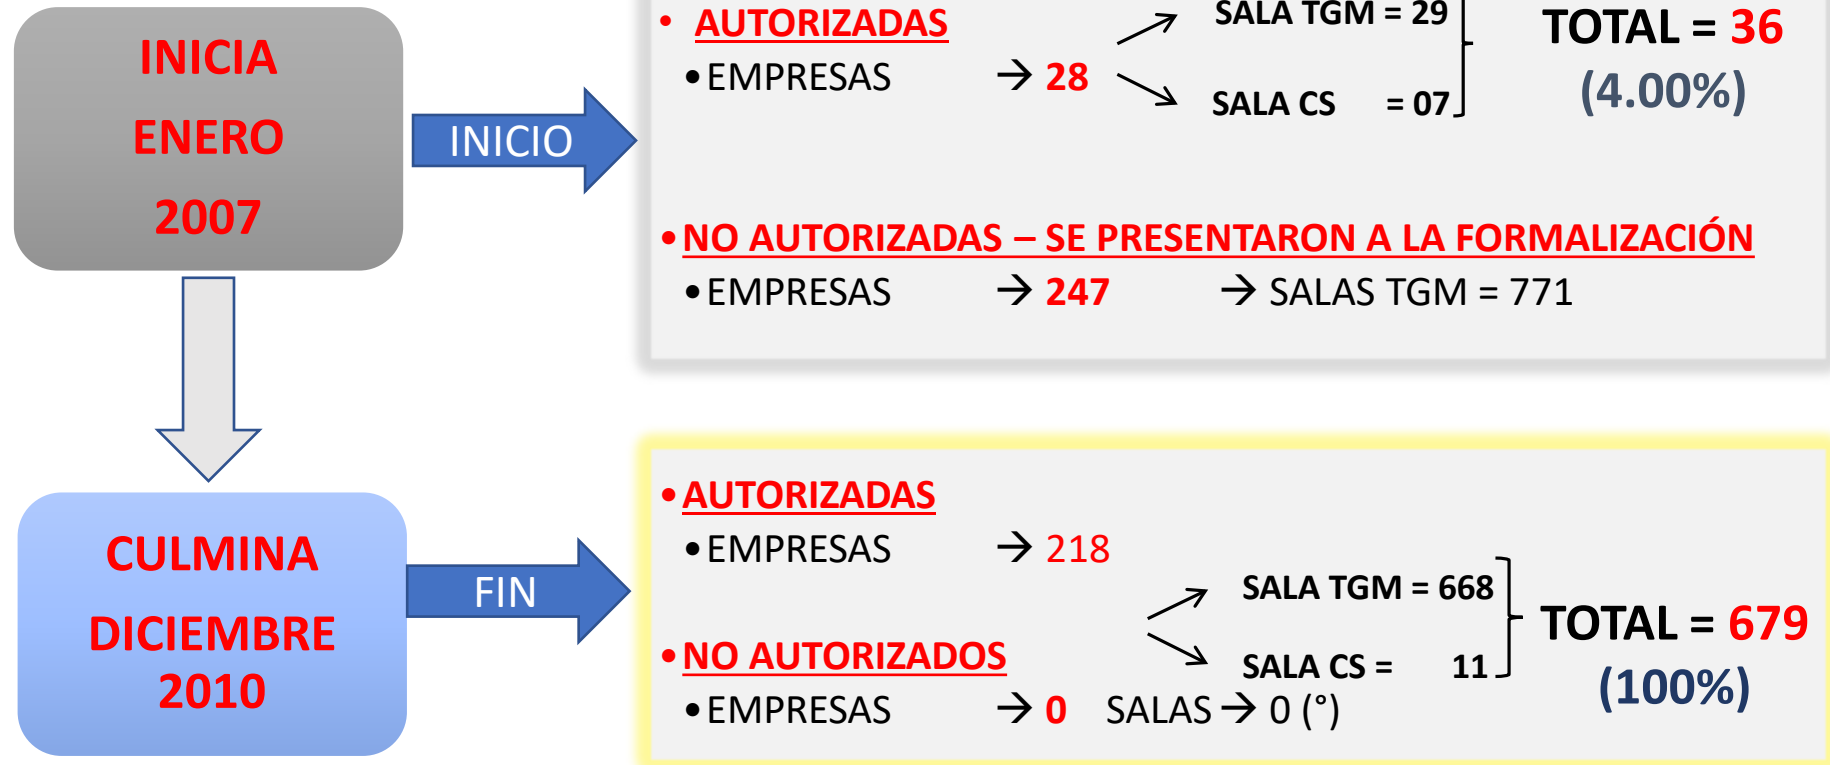 INICIA
ENERO
2007
INICIO
• AUTORIZADAS
•EMPRESAS → 28
SALA TGM = 29
SALA CS = 07
TOTAL = 36
(4.00%)
•NO AUTORIZADAS – SE PRESENTARON A LA FORMALIZACIÓN
•EMPRESAS → 247 → SALAS TGM = 771
CULMINA
DICIEMBRE
2010
FIN
•AUTORIZADAS
•EMPRESAS → 218
SALA TGM = 668
SALA CS = 11
TOTAL = 679
(100%)
•NO AUTORIZADOS
•EMPRESAS → 0 SALAS → 0 (°)